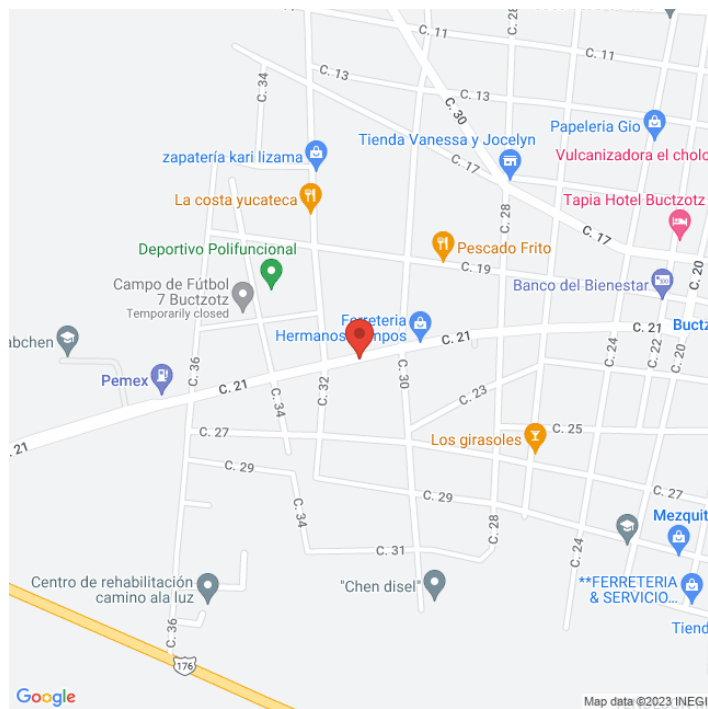 C. 28
C. 11
C. 11
C. 34
C. 13
C. 13
C. 30
Papeleria Gio
Tienda Vanessa y Jocelyn
zapatería kari lizama
C. 17
Vulcanizadora el cholo
La costa yucateca
Tapia Hotel Buctzotz
C. 28
C. 17
Deportivo Polifuncional
Pescado Frito
C. 19
C. 20
Campo de Fútbol
7 Buctzotz
Temporarily closed
Banco del Bienestar
Ferreteria
Hermanos
C. 21
C. 21
abchen
C. 24
C. 22
C. 20
Pemex
C. 36
C. 21
C. 32
C. 30
C. 34
C. 23
C. 21
C. 27
Los girasoles
C. 25
C. 29
C. 29
C. 27
C. 34
C. 28
Mezquit
C. 31
C. 24
Centro de rehabilitación
camino ala luz
"Chen disel"
**FERRETERIA
& SERVICIO...
C. 36
Tiend
176
Google
Map data ©2023 INEGI